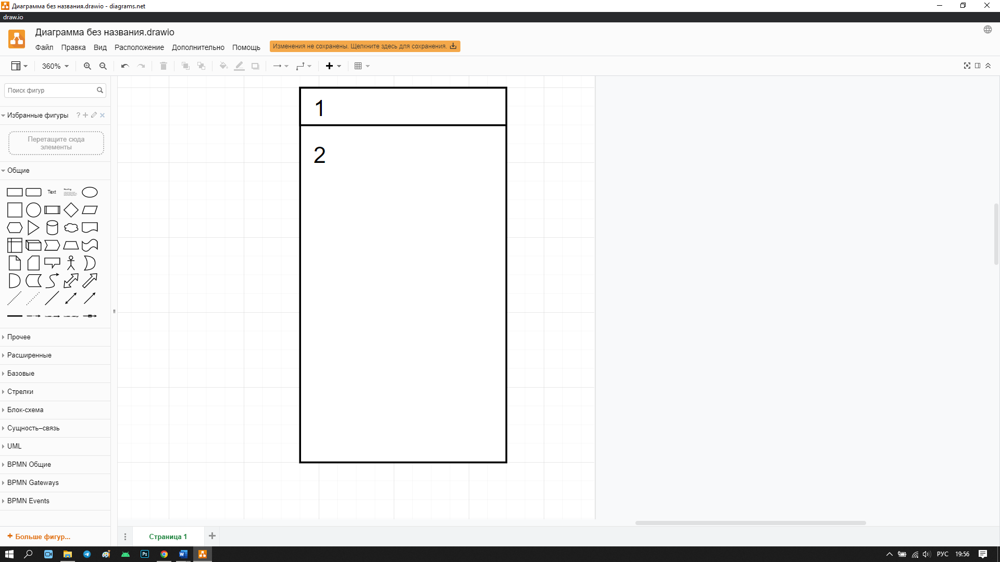 Диаграмма без названия.drawio - diagrams.net
draw.io
Диаграмма без названия.drawio
Файл Правка Вид Расположение Дополнительно Помощь
Изменения не сохранены. Щелкните здесь для сохранения.
360%
Поиск фигур
Избранные фигуры ?
Перетащите сюда
элементы
Общие
Text
Heading
Прочее
Расширенные
Базовые
Стрелки
Блок-схема
Сущность–связь
UML
BPMN Общие
BPMN Gateways
BPMN Events
Больше фигур...
1
2
Страница 1
Ps
W
РУС
19:56